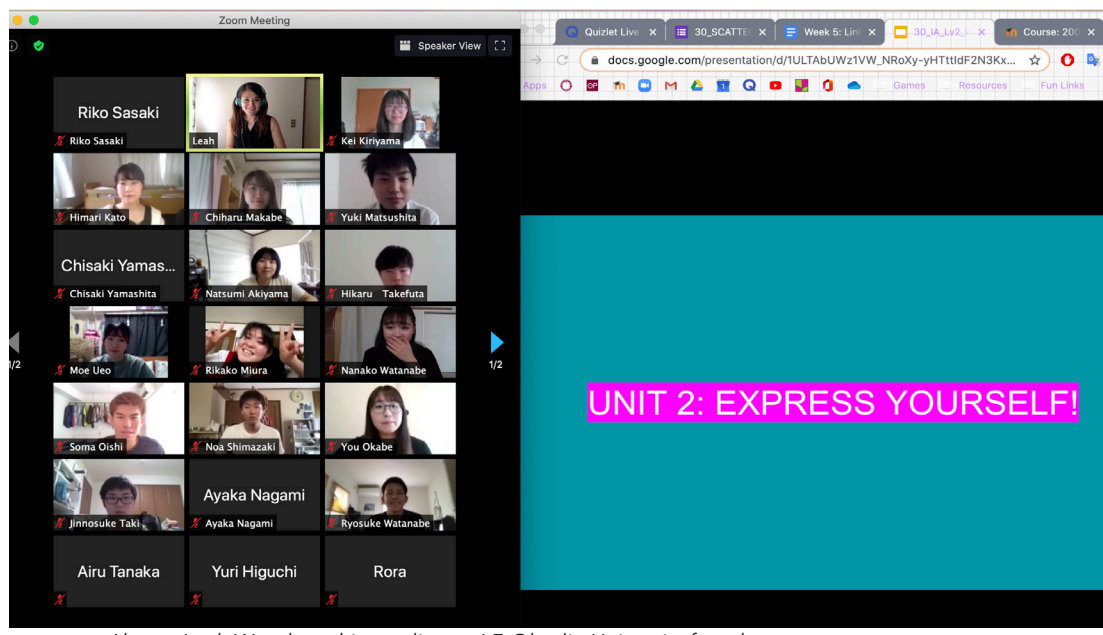 Zoom Meeting
Speaker View
Riko Sasaki
Riko Sasaki
Leah
Kei Kiriyama
Himari Kato
Chiharu Makabe
Yuki Matsushita
Chisaki Yamas...
Chisaki Yamashita
Natsumi Akiyama
Hikaru Takefuta
Moe Ueo
Rikako Miura
Nanako Watanabe
1/2
1/2
Soma Oishi
Noa Shimazaki
You Okabe
Jinnosuke Taki
Ayaka Nagami
Ayaka Nagami
Ryosuke Watanabe
Airu Tanaka
Yuri Higuchi
Rora
Quizlet Live
30_SCATTE
Week 5: Lin
30_IA_Lv2_
Course: 200
docs.google.com/presentation/d/1ULTAbUWz1VW_NRoXy-yHTttIdF2N3Kx...
Apps
Games
Resources
Fun Links
UNIT 2: EXPRESS YOURSELF!